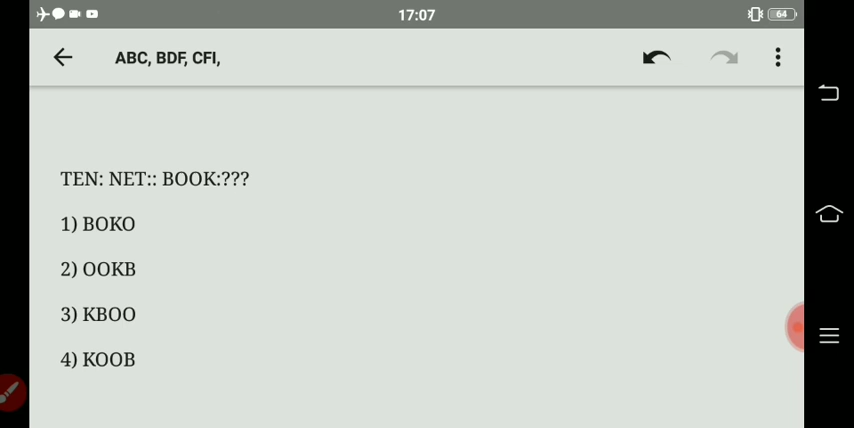 17:07
64
ABC, BDF, CFI,
TEN: NET:: BOOK:???
1) BOKO
2) OOKB
3) KBOO
4) KOOB